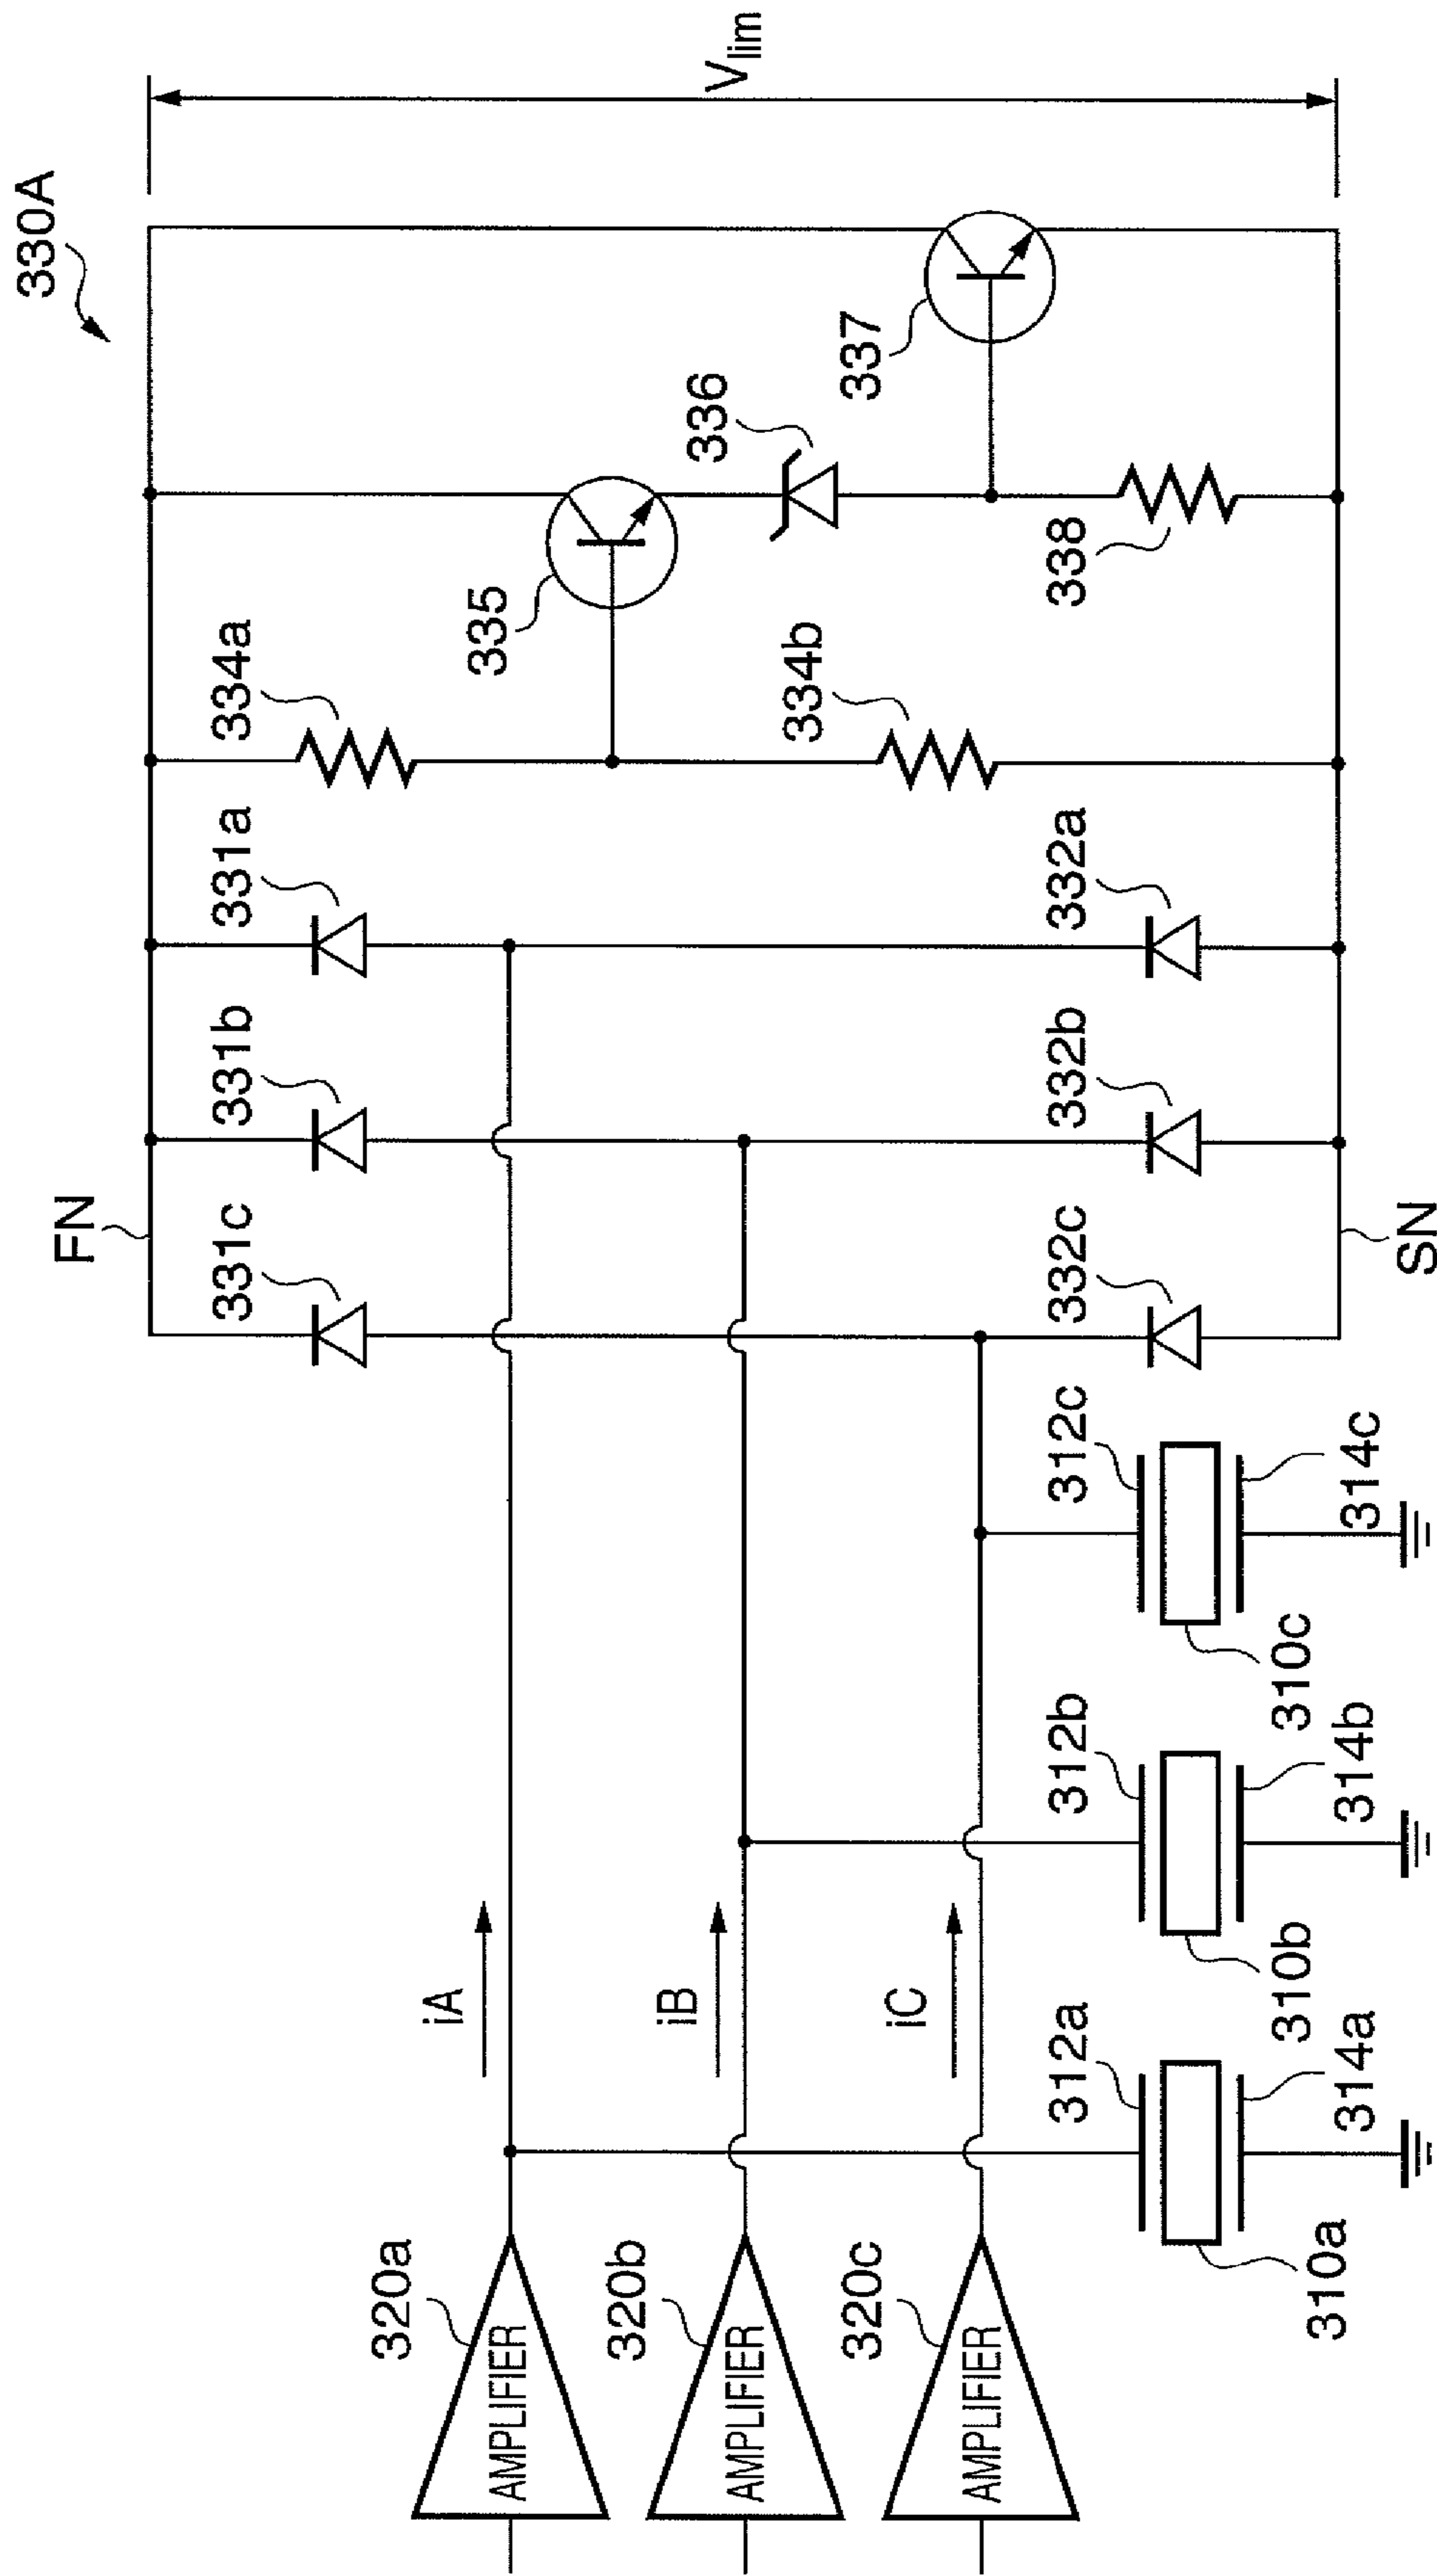 330A
FN
331c
331b
331a
334a
335
336
337
334b
338
332c
332b
332a
SN
Vlim
320a
AMPLIFIER
iA
320b
AMPLIFIER
iB
320c
AMPLIFIER
iC
312a
312b
312c
310a
314a
310b
314b
310c
314c